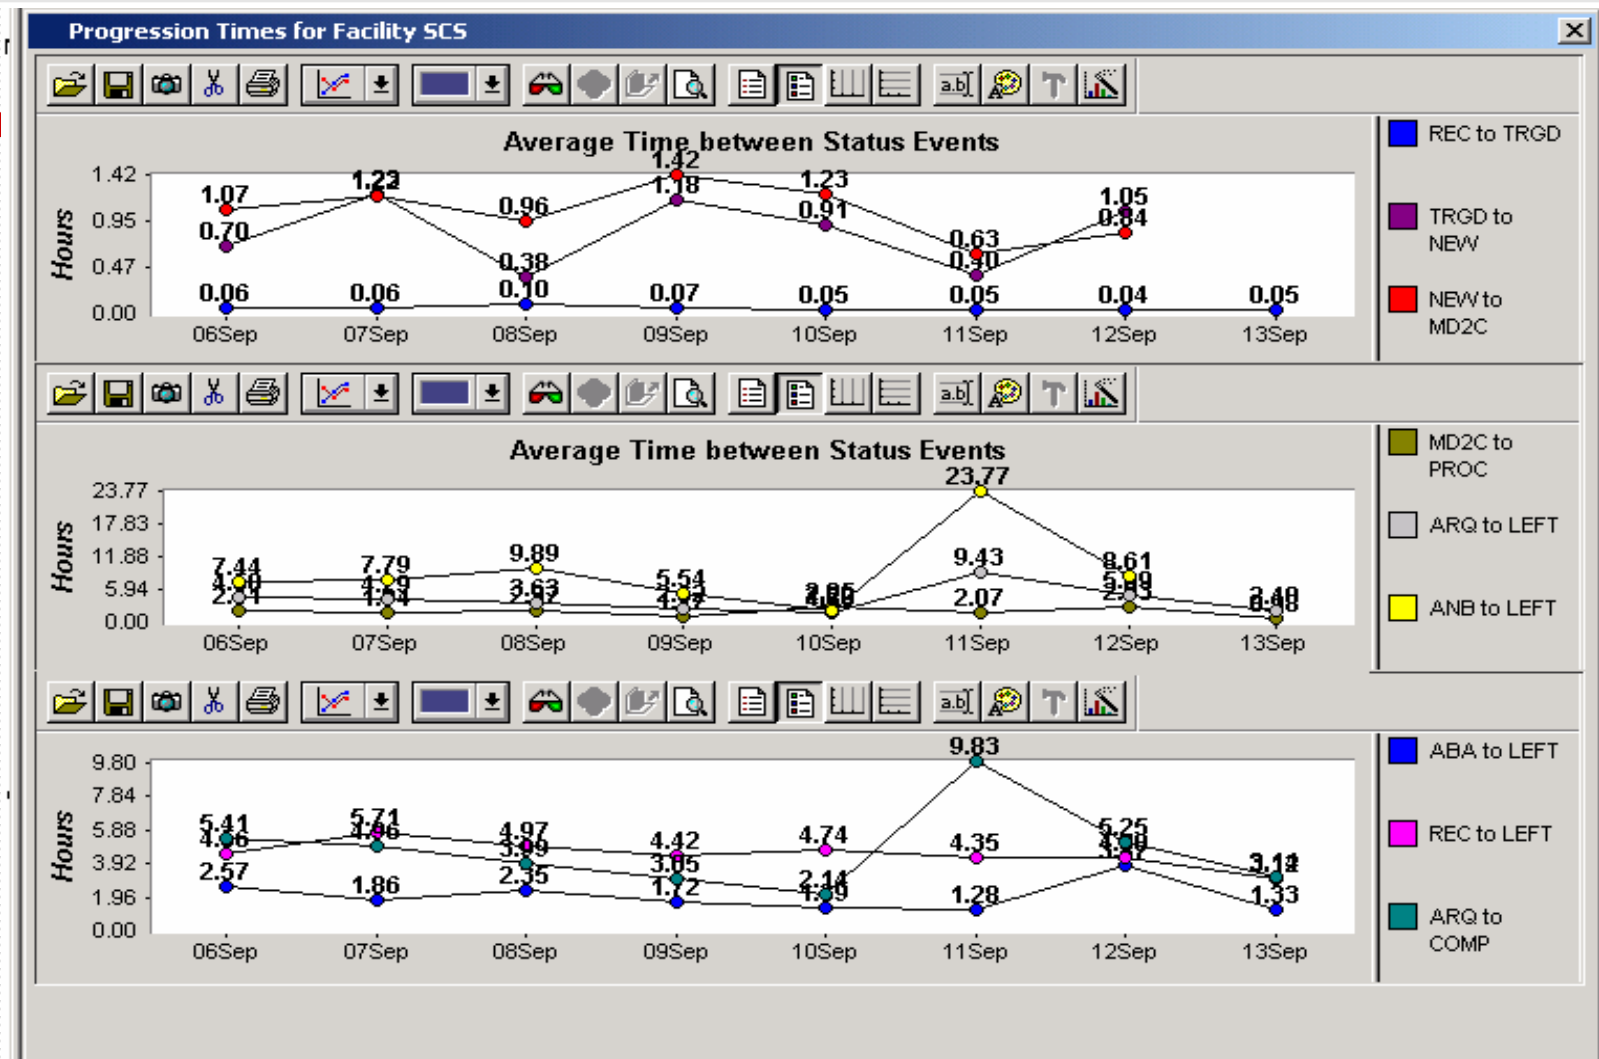 Progression Times for Facility SCS
Average Time between Status Events
REC to TRGD
TRGD to
NEW
NEW to
MD2C
Hours
1.42
0.95
0.47
0.00
1.07
0.96
1.42
1.23
0.63
1.05
0.70
0.38
1.18
0.91
0.40
0.84
0.06
0.06
0.10
0.07
0.05
0.05
0.04
0.05
06Sep 07Sep 08Sep 09Sep 10Sep 11Sep 12Sep 13Sep
Average Time between Status Events
MD2C to
PROC
ARQ to LEFT
ANB to LEFT
Hours
23.77
17.83
11.88
5.94
0.00
7.44
7.79
9.89
5.54
23.77
8.61
3.63
9.43
2.07
06Sep 07Sep 08Sep 09Sep 10Sep 11Sep 12Sep 13Sep
ABA to LEFT
REC to LEFT
ARQ to
COMP
Hours
9.80
7.84
5.88
3.92
1.96
0.00
5.41
5.71
4.97
4.42
4.74
9.83
5.25
4.35
3.05
2.14
2.57
1.86
2.35
1.72
1.28
1.33
06Sep 07Sep 08Sep 09Sep 10Sep 11Sep 12Sep 13Sep